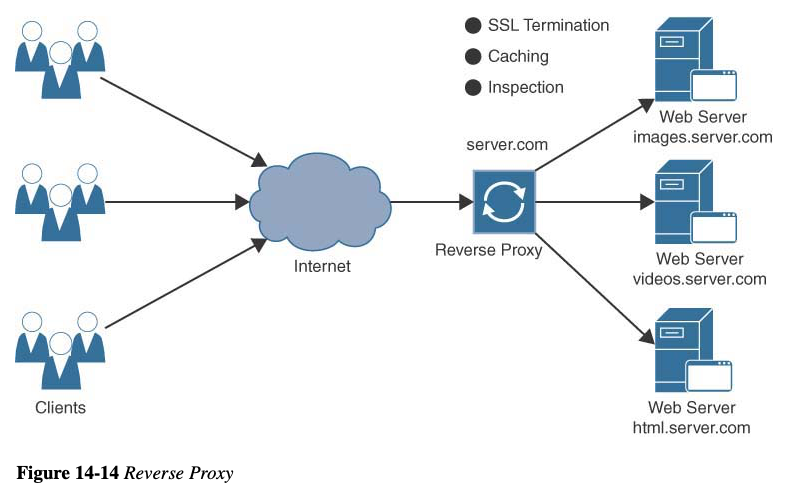 SSL Termination
Caching
Inspection
Web Server
images.server.com
server.com
Reverse Proxy
Internet
Web Server
videos.server.com
Clients
Web Server
html.server.com
Figure 14-14 Reverse Proxy